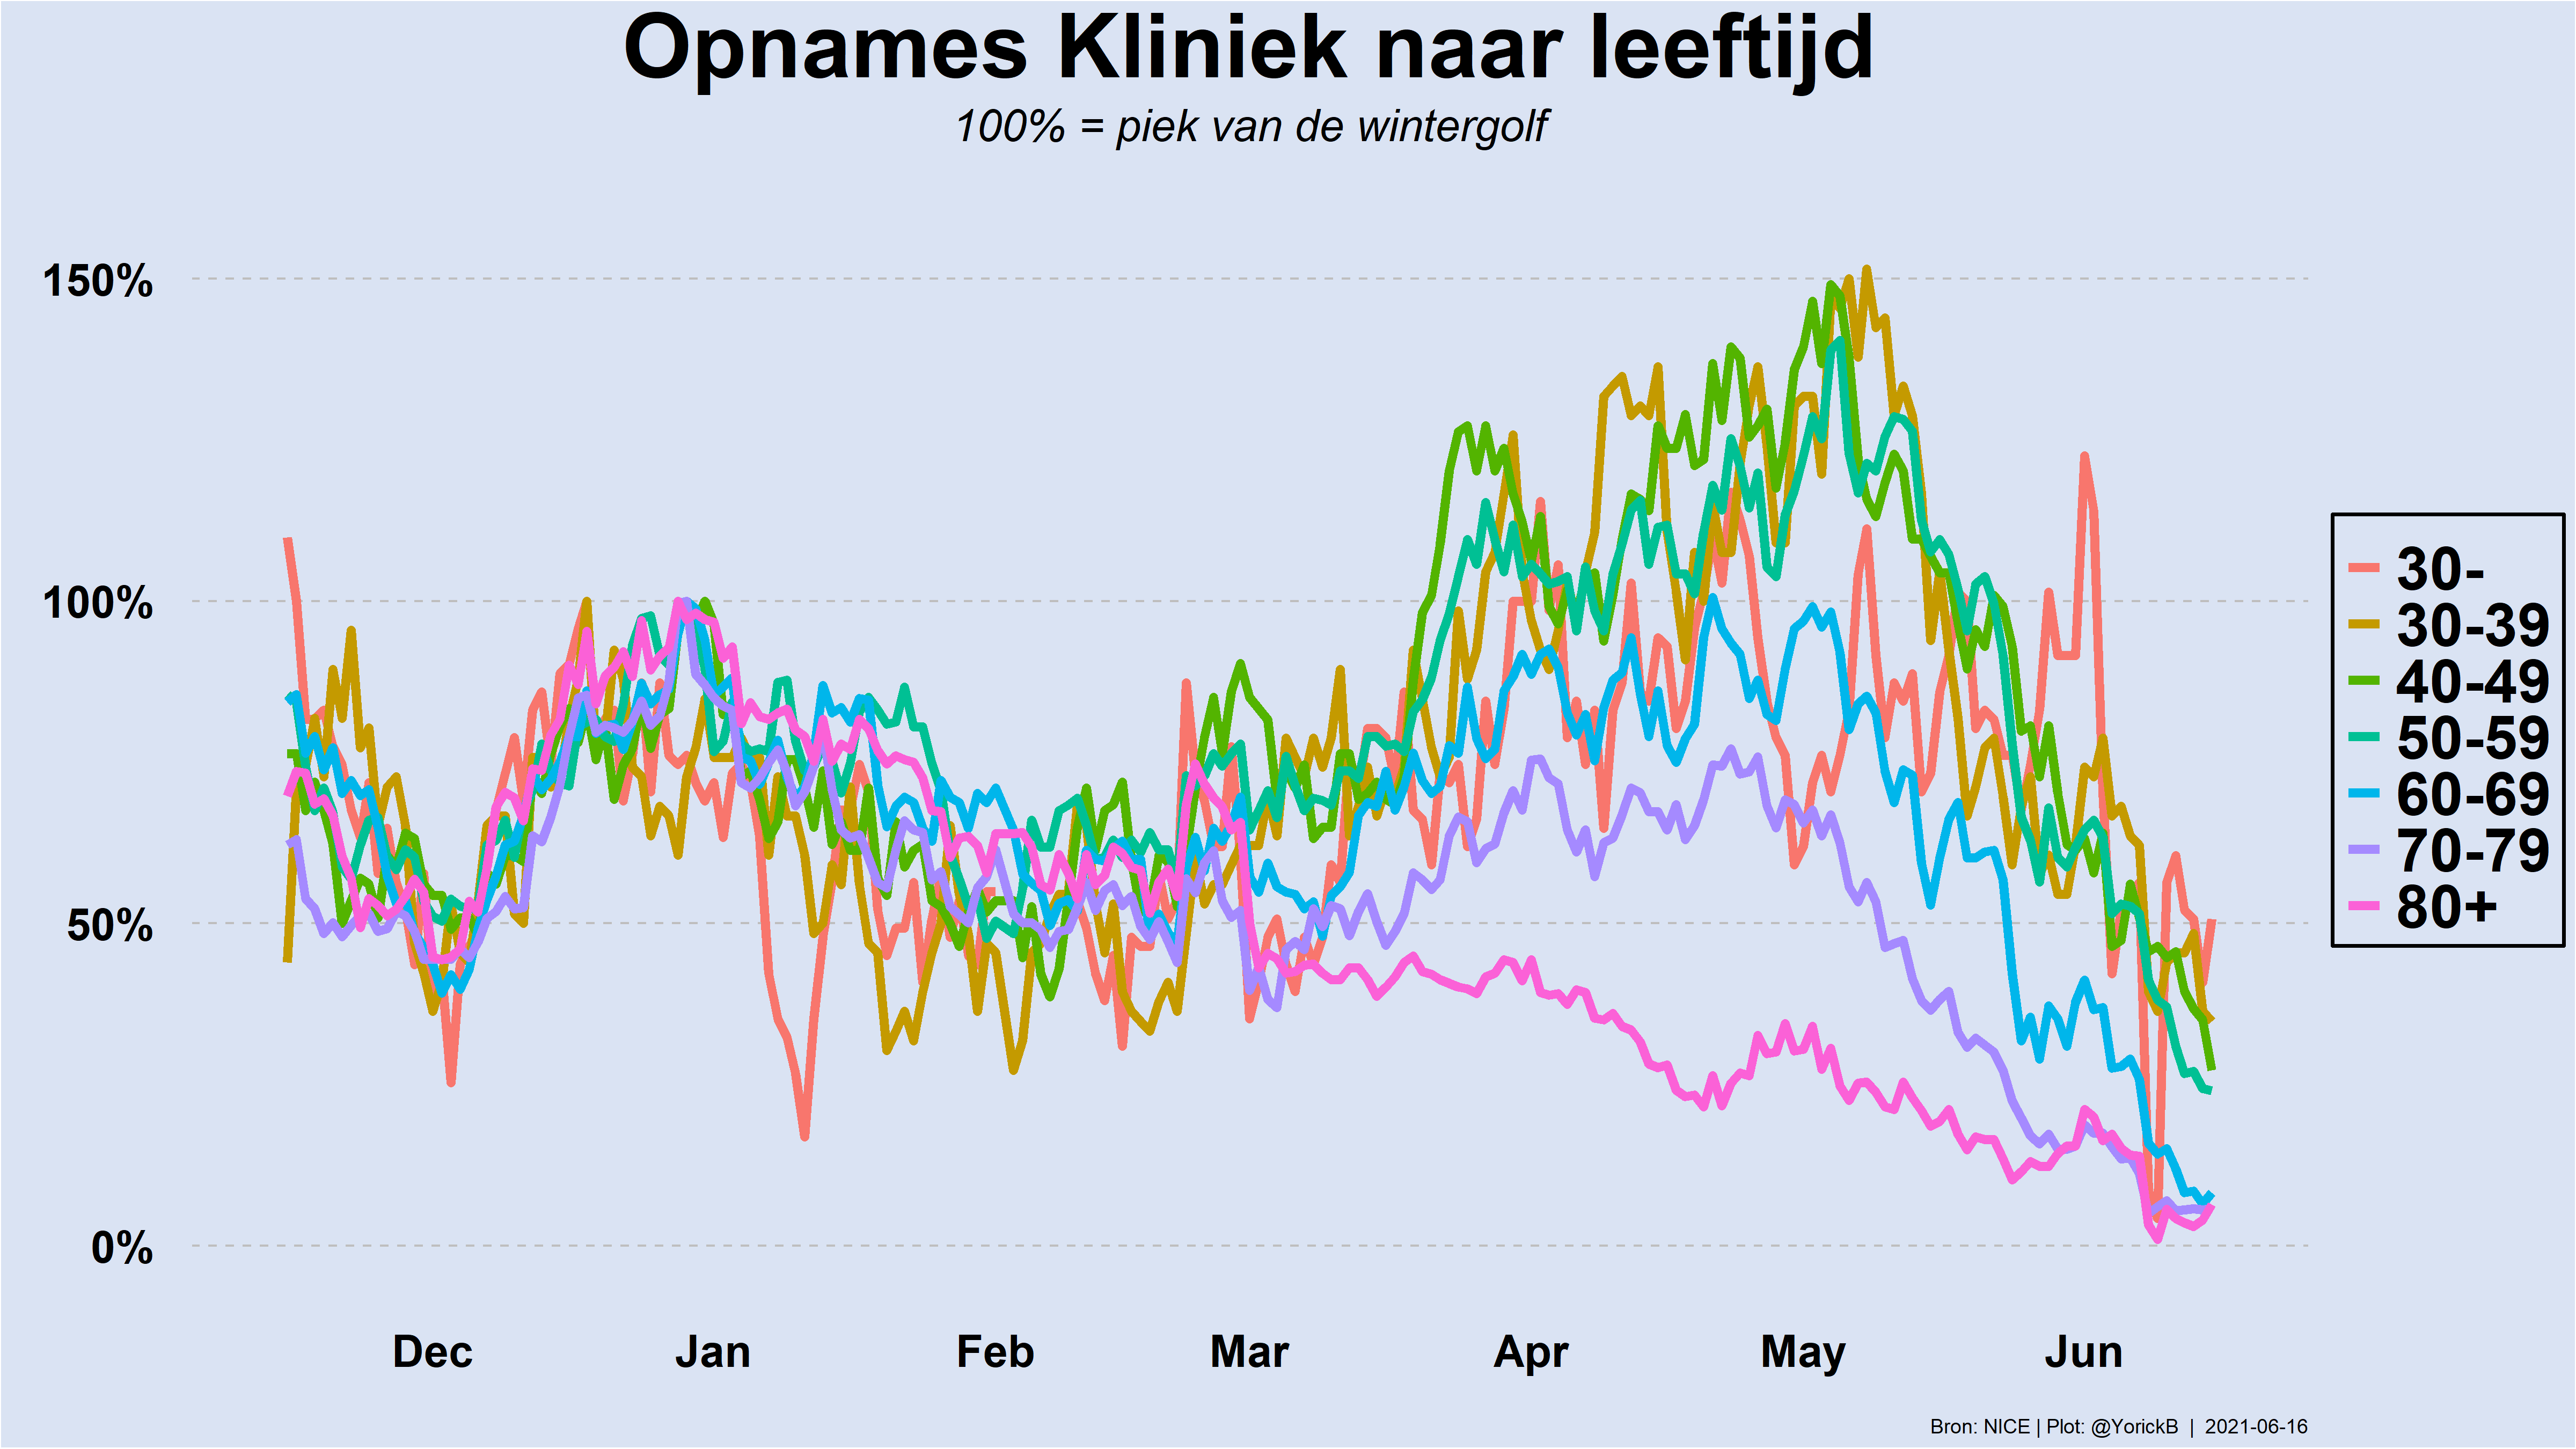 Opnames Kliniek naar leeftijd
100% = piek van de wintergolf
150%
100%
50%
0%
Dec Jan Feb Mar Apr May Jun
30-
30-39
40-49
50-59
60-69
70-79
80+
Bron: NICE | Plot: @YorickB | 2021-06-16